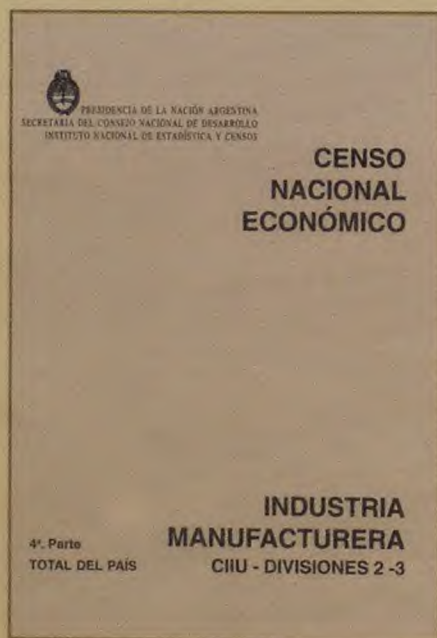 PRESIDENCIA DE LA NACIÓN ARGENTINA
SECRETARIA DEL CONSEJO NACIONAL DE DESARROLLO
INSTITUTO NACIONAL DE ESTADÍSTICA Y CENSOS
CENSO
NACIONAL
ECONÓMICO
INDUSTRIA
MANUFACTURERA
CIIU - DIVISIONES 2 -3
4ª. Parte
TOTAL DEL PAÍS